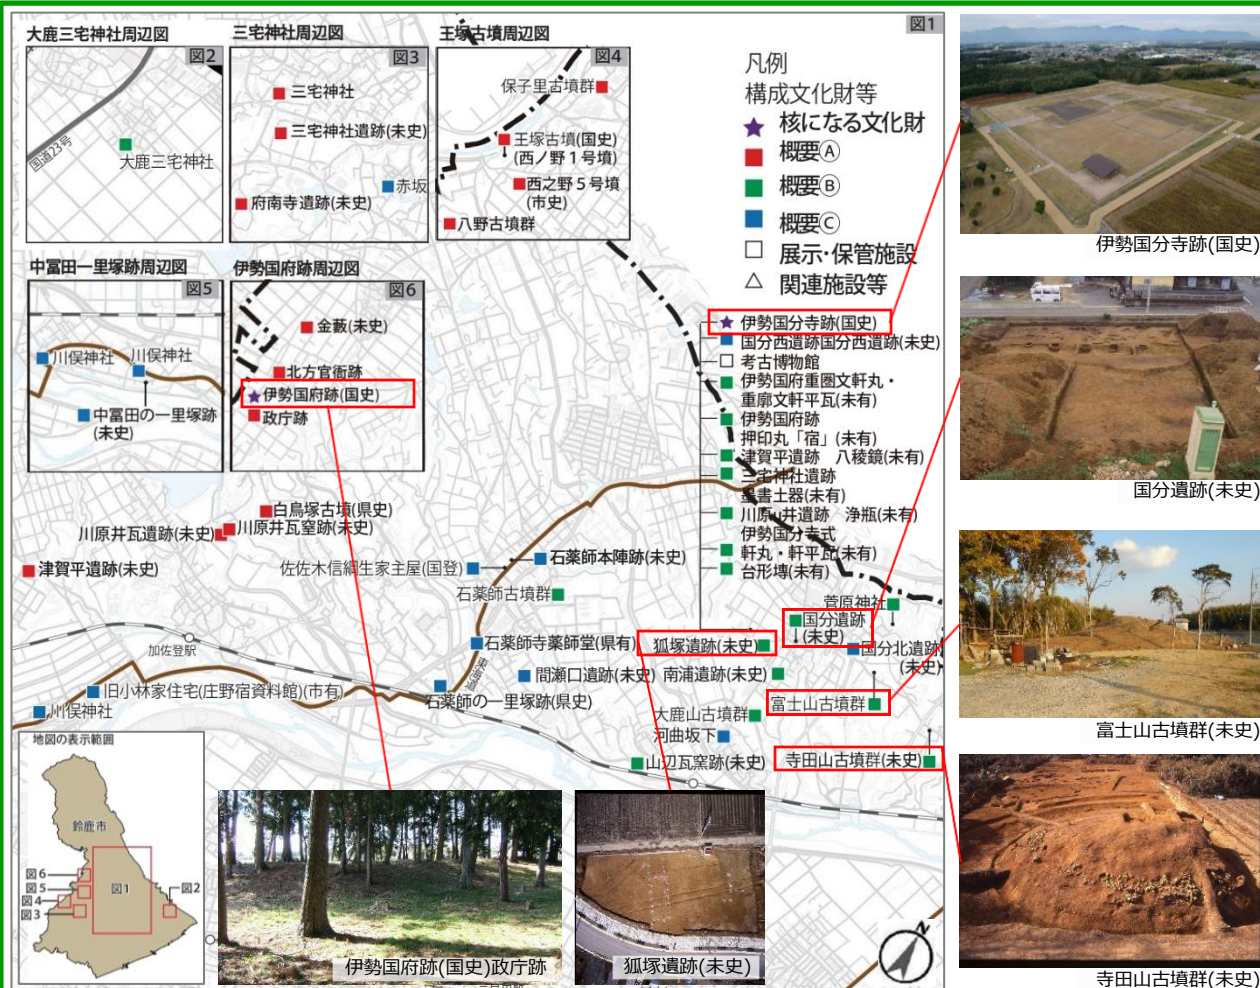 図1
大鹿三宅神社周辺図
図2
国道23号
大鹿三宅神社
三宅神社周辺図
図3
三宅神社
三宅神社遺跡(未史)
赤坂
府南寺遺跡(未史)
王塚古墳周辺図
図4
保子里古墳群
王塚古墳(国史)
(西ノ野1号墳)
西之野5号墳
(市史)
八野古墳群
中冨田一里塚跡周辺図
図5
川俣神社
川俣神社
中冨田の一里塚跡
(未史)
伊勢国府跡周辺図
図6
金薮(未史)
北方官衙跡
伊勢国府跡(国史)
政庁跡
凡例
構成文化財等
核になる文化財
概要Ⓐ
概要Ⓑ
概要Ⓒ
展示・保管施設
関連施設等
伊勢国分寺跡(国史)
国分西遺跡国分西遺跡(未史)
考古博物館
伊勢国府重圏文軒丸・
重廓文軒平瓦(未有)
伊勢国府跡
押印丸「宿」(未有)
津賀平遺跡 八稜鏡(未有)
三宅神社遺跡
墨書土器(未有)
川原井遺跡 浄瓶(未有)
伊勢国分寺式
軒丸・軒平瓦(未有)
台形塼(未有)
白鳥塚古墳(県史)
川原井瓦窒跡(未史)
川原井瓦遺跡(未史)
津賀平遺跡(未史)
石薬師本陣跡(未史)
佐佐木信綱生家主屋(国登)
石薬師古墳群
石薬師寺薬師堂(県有)
東海道
間瀬口遺跡(未史)
石薬師の一里塚跡(県史)
加佐登駅
旧小林家住宅(庄野宿資料館)(市有)
川俣神社
菅原神社
国分遺跡
(未史)
国分北遺跡
(未史)
狐塚遺跡(未史)
南浦遺跡(未史)
富士山古墳群
大鹿山古墳群
河曲坂下
山辺瓦窯跡(未史)
寺田山古墳群(未史)
地図の表示範囲
鈴鹿市
図6
図5
図4
図3
図1
図2
N
伊勢国府跡(国史)政庁跡
狐塚遺跡(未史)
伊勢国分寺跡(国史)
国分遺跡(未史)
富士山古墳群(未史)
寺田山古墳群(未史)